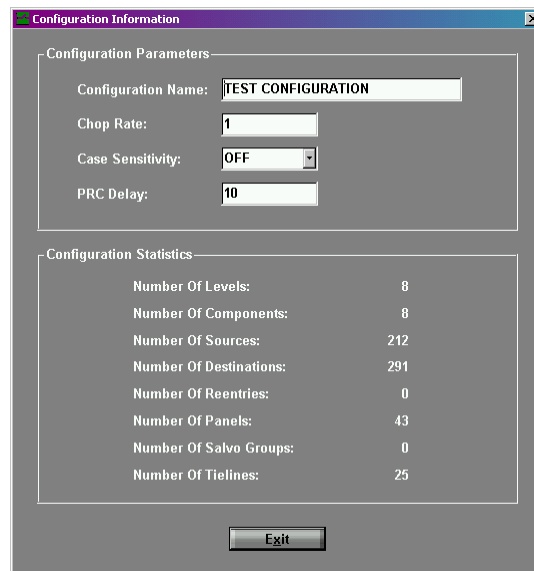 Configuration Information
Configuration Parameters
Configuration Name: TEST CONFIGURATION
Chop Rate: 1
Case Sensitivity: OFF
PRC Delay: 10
Configuration Statistics
Number Of Levels: 8
Number Of Components: 8
Number Of Sources: 212
Number Of Destinations: 291
Number Of Reentries: 0
Number Of Panels: 43
Number Of Salvo Groups: 0
Number Of Tielines: 25
Exit